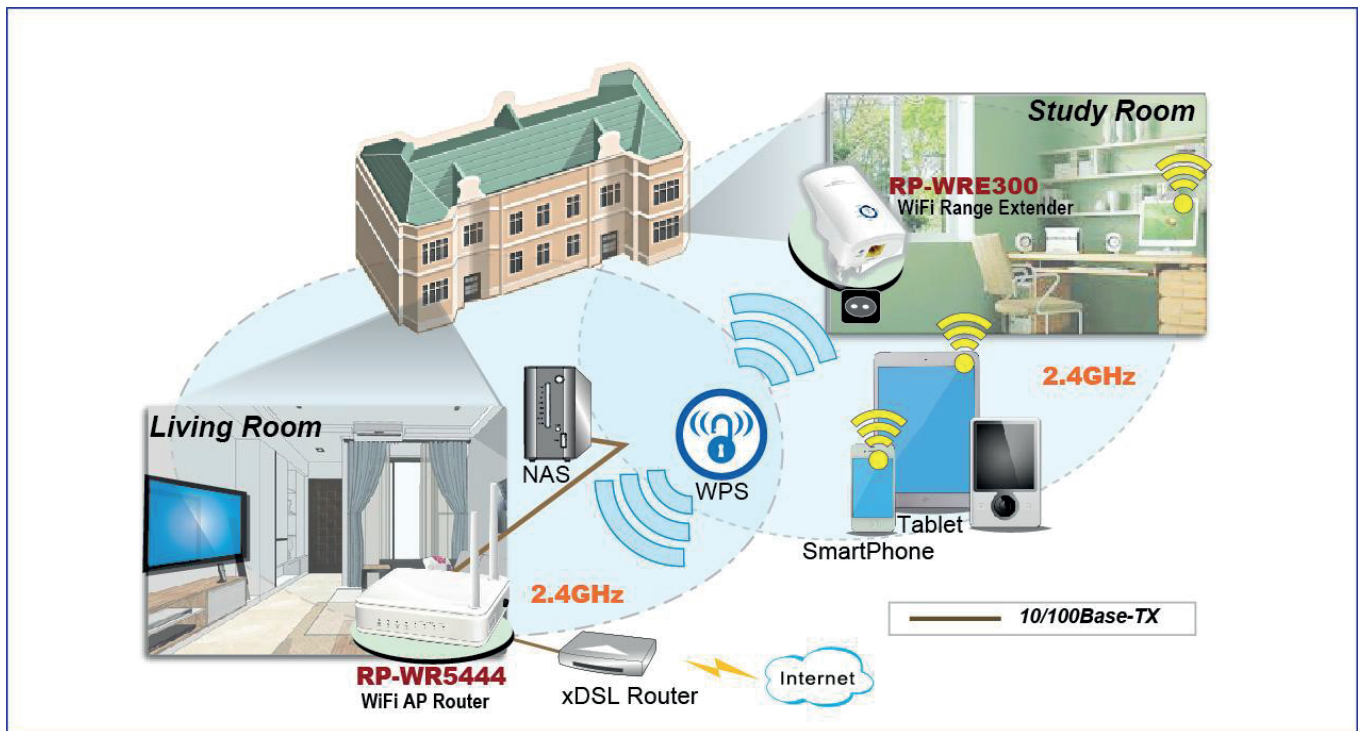 Study Room
RP-WRE300
WiFi Range Extender
2.4GHz
Living Room
NAS
WPS
Tablet
SmartPhone
2.4GHz
10/100Base-TX
RP-WR5444
WiFi AP Router
xDSL Router
Internet